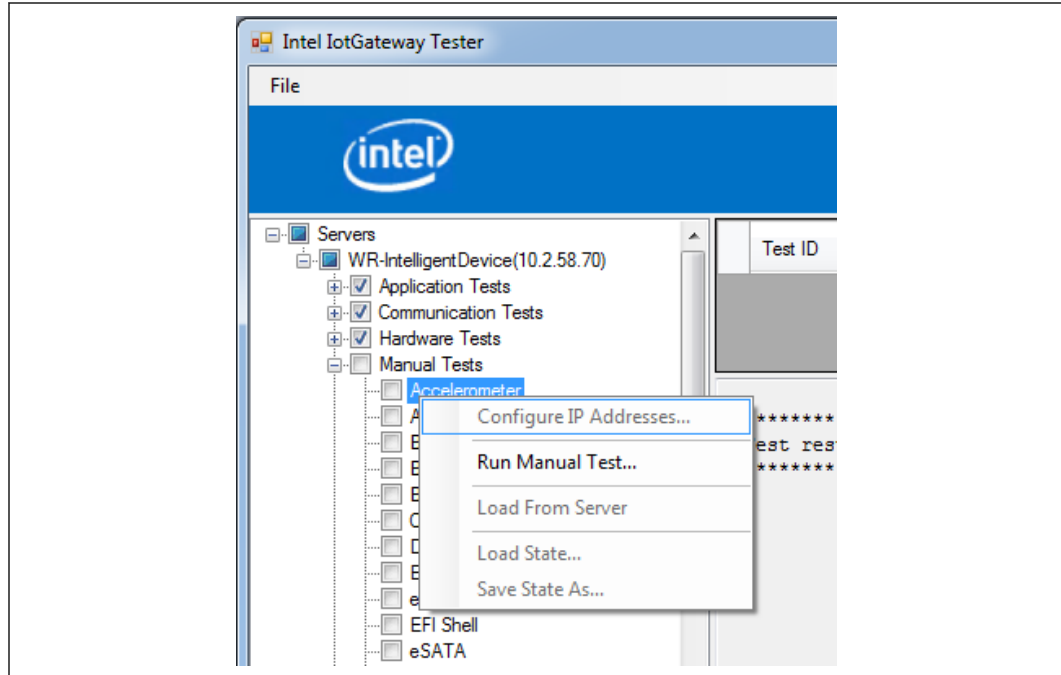 Intel IotGateway Tester
File
intel
Servers
WR-IntelligentDevice(10.2.58.70)
Application Tests
Communication Tests
Hardware Tests
Manual Tests
Accelerometer
Configure IP Addresses...
Run Manual Test...
Load From Server
Load State...
Save State As...
EFI Shell
eSATA
Test ID
*******
est res
*******